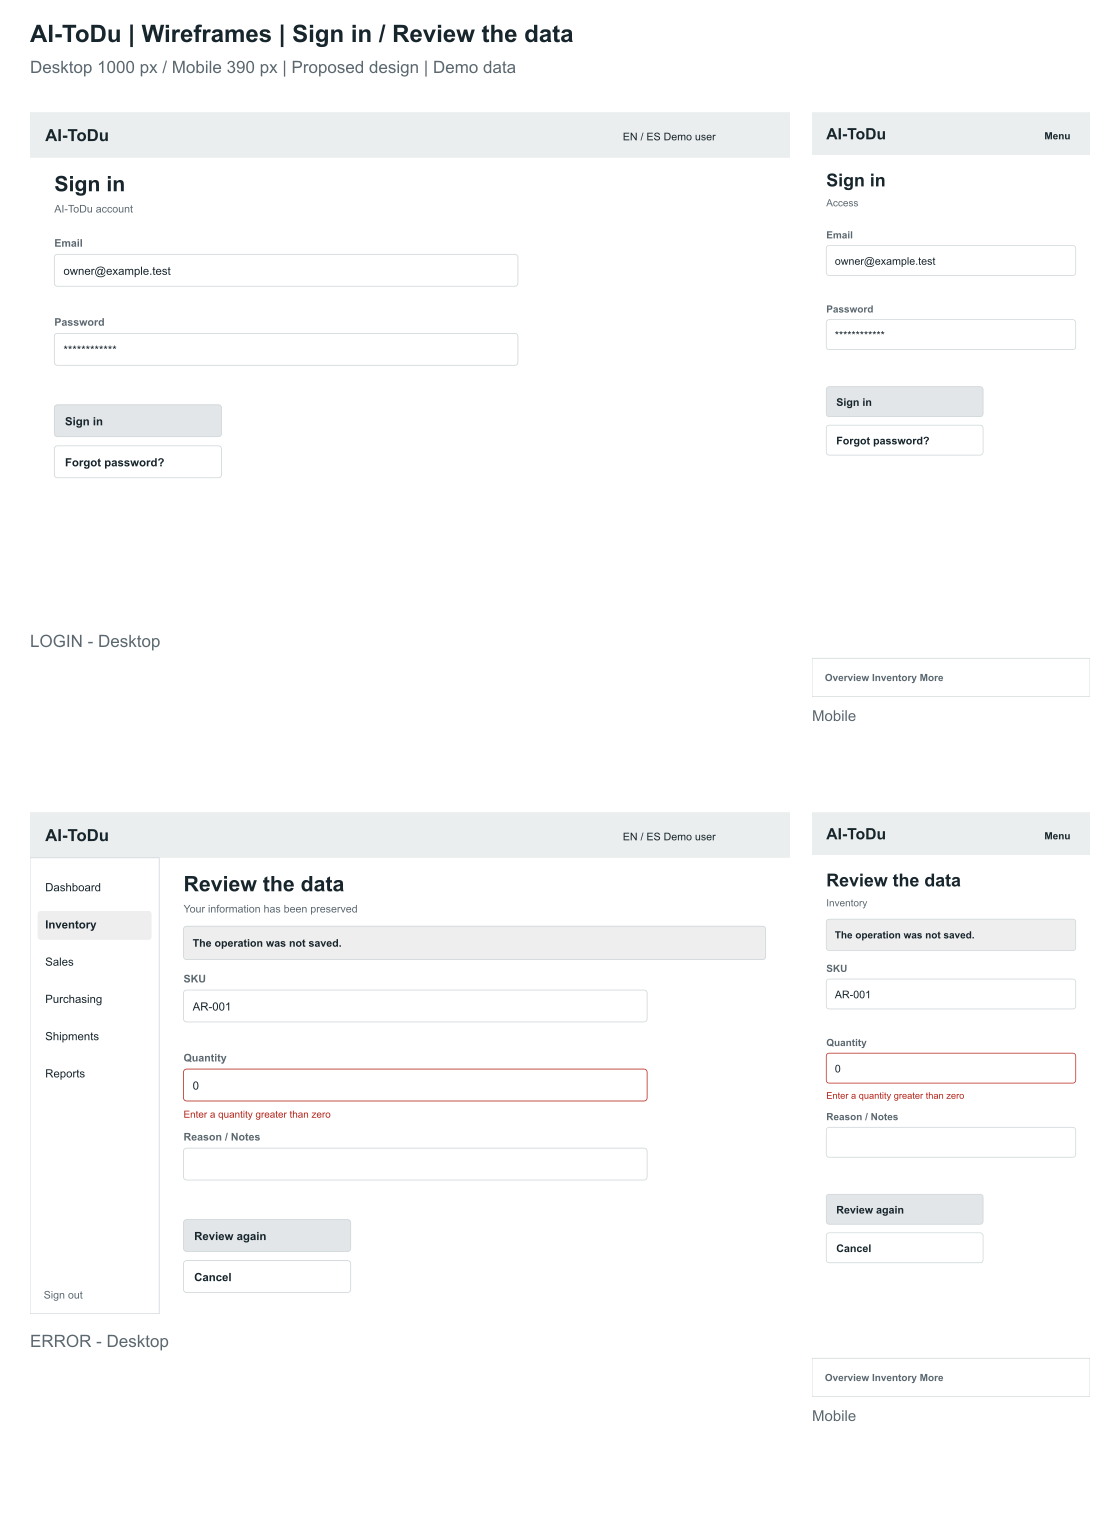 AI-ToDu | Wireframes | Sign in / Review the data
Desktop 1000 px / Mobile 390 px | Proposed design | Demo data
AI-ToDu
EN / ES Demo user
Sign in
AI-ToDu account
Email
owner@example.test
Password
************
Sign in
Forgot password?
LOGIN - Desktop
AI-ToDu
Menu
Sign in
Access
Email
owner@example.test
Password
************
Sign in
Forgot password?
Overview Inventory More
Mobile
AI-ToDu
EN / ES Demo user
Dashboard
Inventory
Sales
Purchasing
Shipments
Reports
Sign out
Review the data
Your information has been preserved
The operation was not saved.
SKU
AR-001
Quantity
0
Enter a quantity greater than zero
Reason / Notes
Review again
Cancel
ERROR - Desktop
AI-ToDu
Menu
Review the data
Inventory
The operation was not saved.
SKU
AR-001
Quantity
0
Enter a quantity greater than zero
Reason / Notes
Review again
Cancel
Overview Inventory More
Mobile